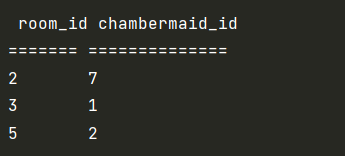 room_id chambermaid_id
======= ==============
2 7
3 1
5 2